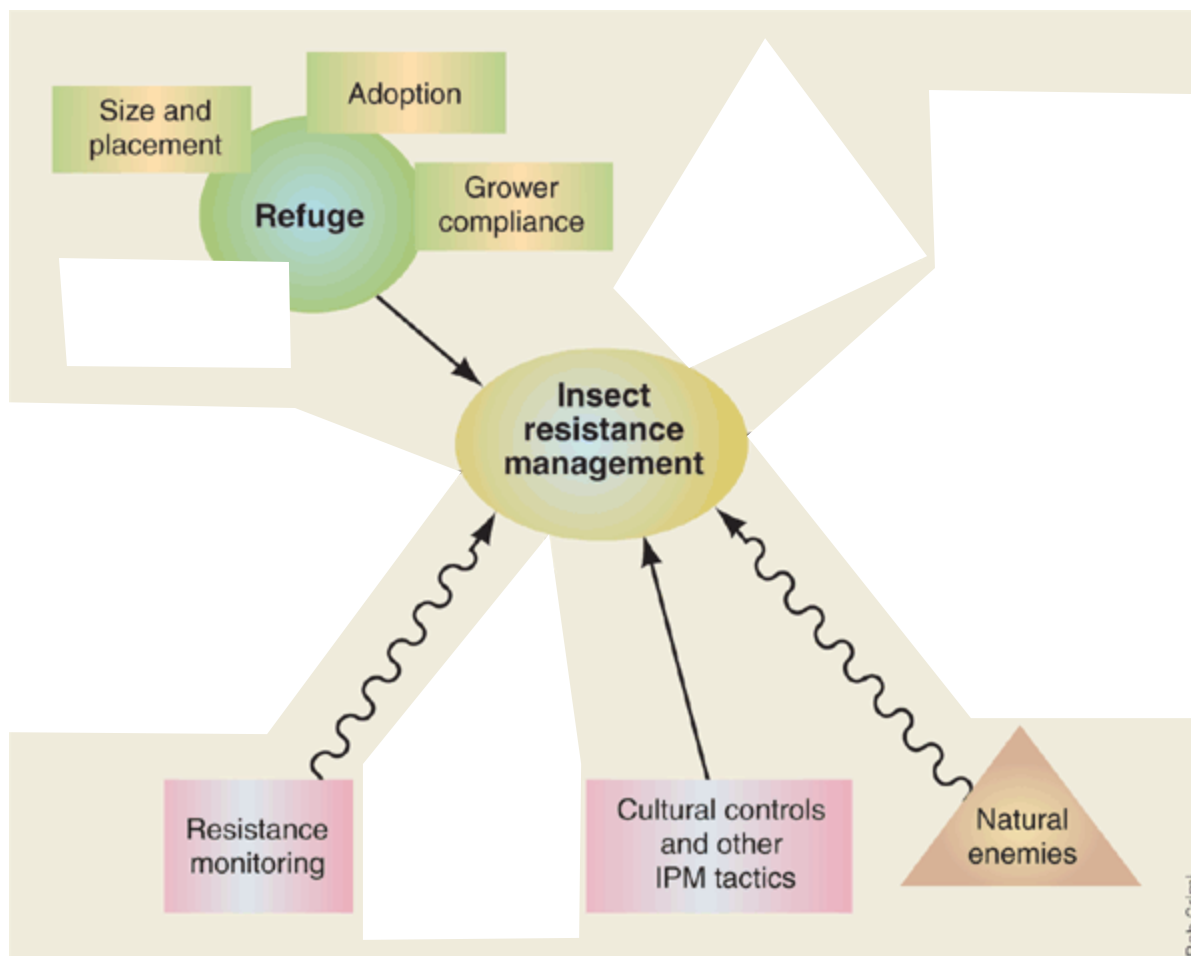 Adoption
Size and
placement
Grower
compliance
Refuge
Insect
resistance
management
Resistance
monitoring
Cultural controls
and other
IPM tactics
Natural
enemies